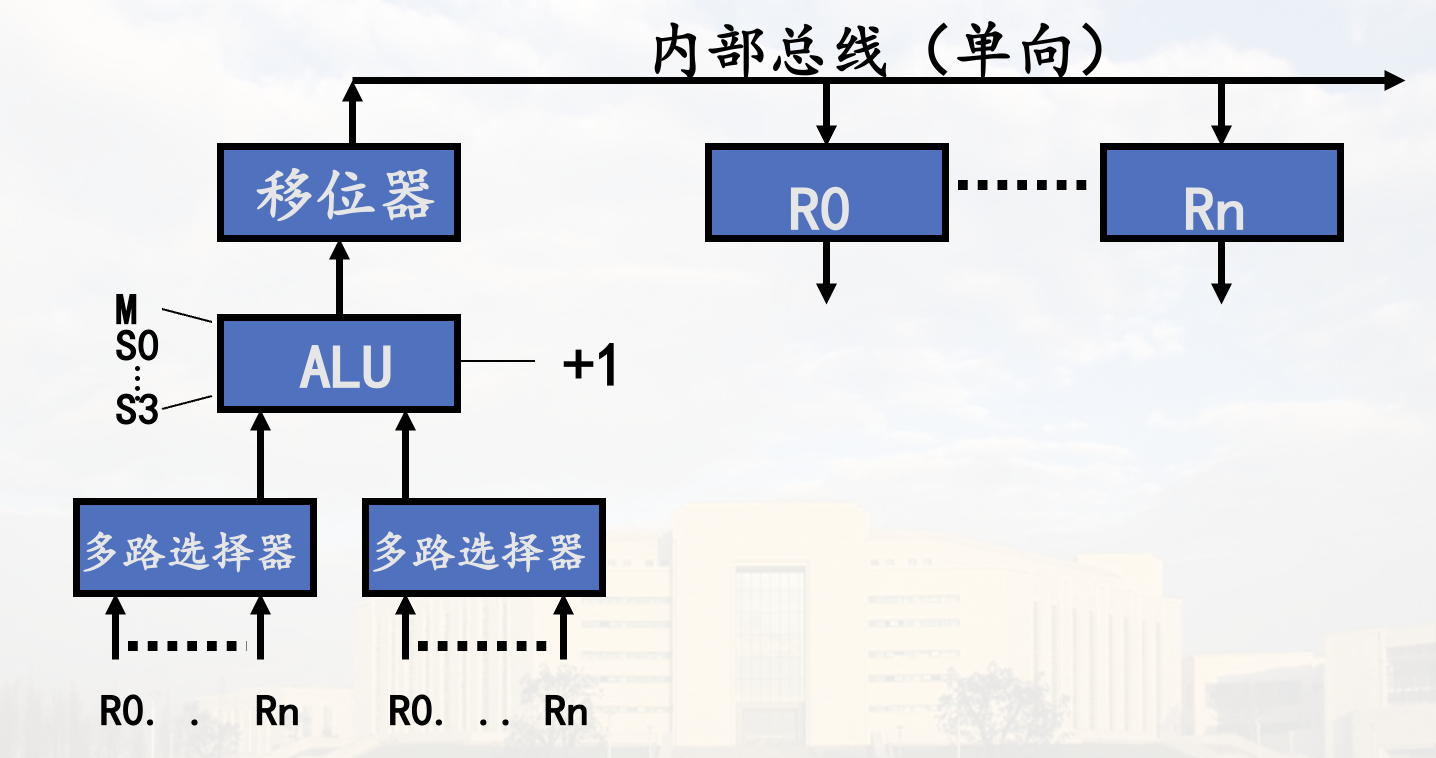 内部总线（单向）
移位器
R0
Rn
M
S0
S3
ALU
+1
多路选择器
多路选择器
R0. . Rn
R0. .. Rn